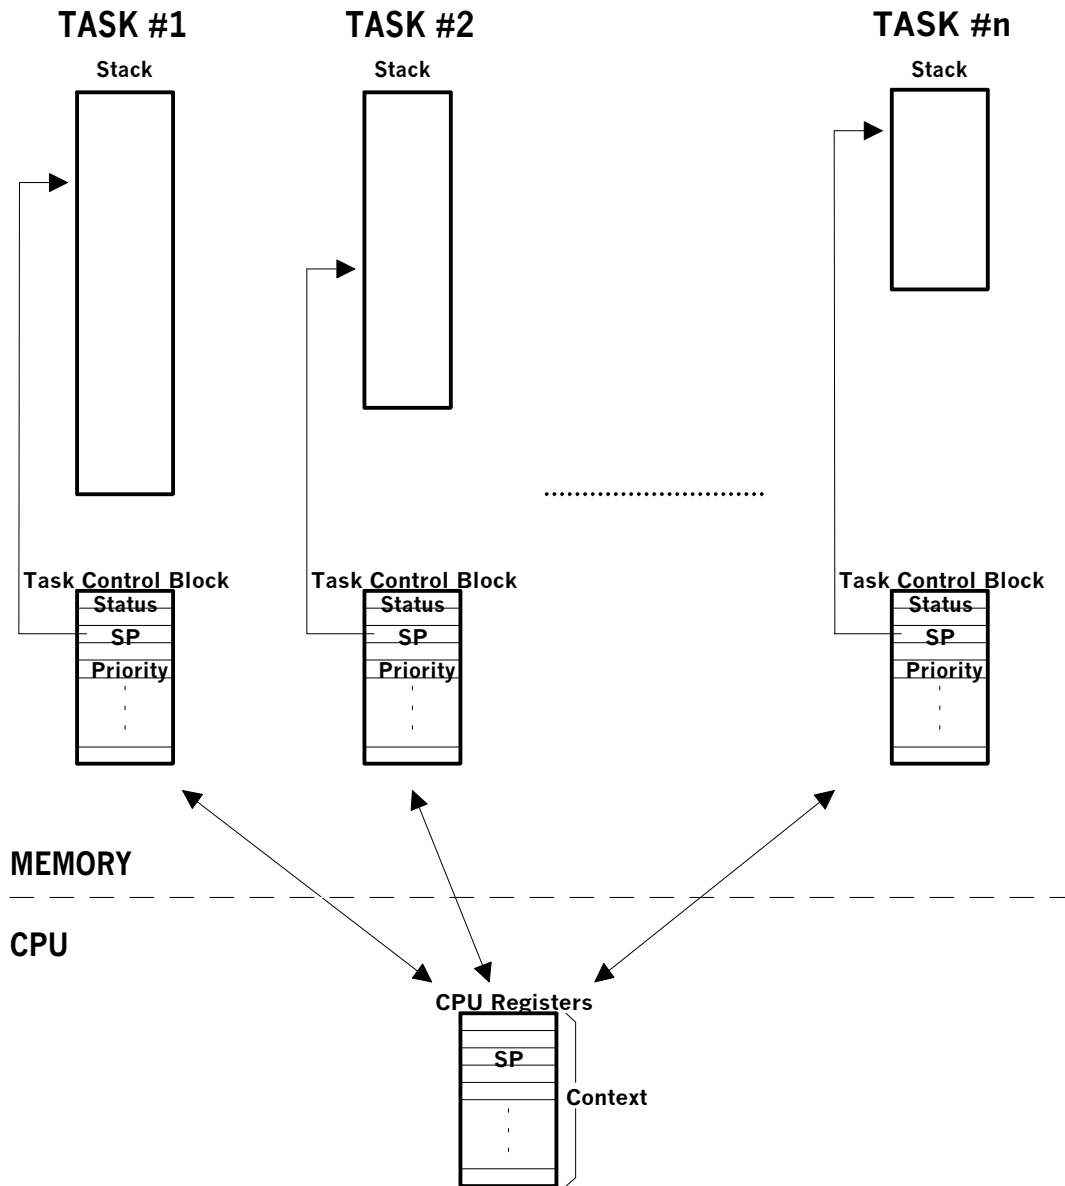 TASK #1
TASK #2
TASK #n
Stack
Stack
Stack
Task Control Block
Task Control Block
Task Control Block
Status
Status
Status
SP
SP
SP
Priority
Priority
Priority
MEMORY
CPU
CPU Registers
SP
Context